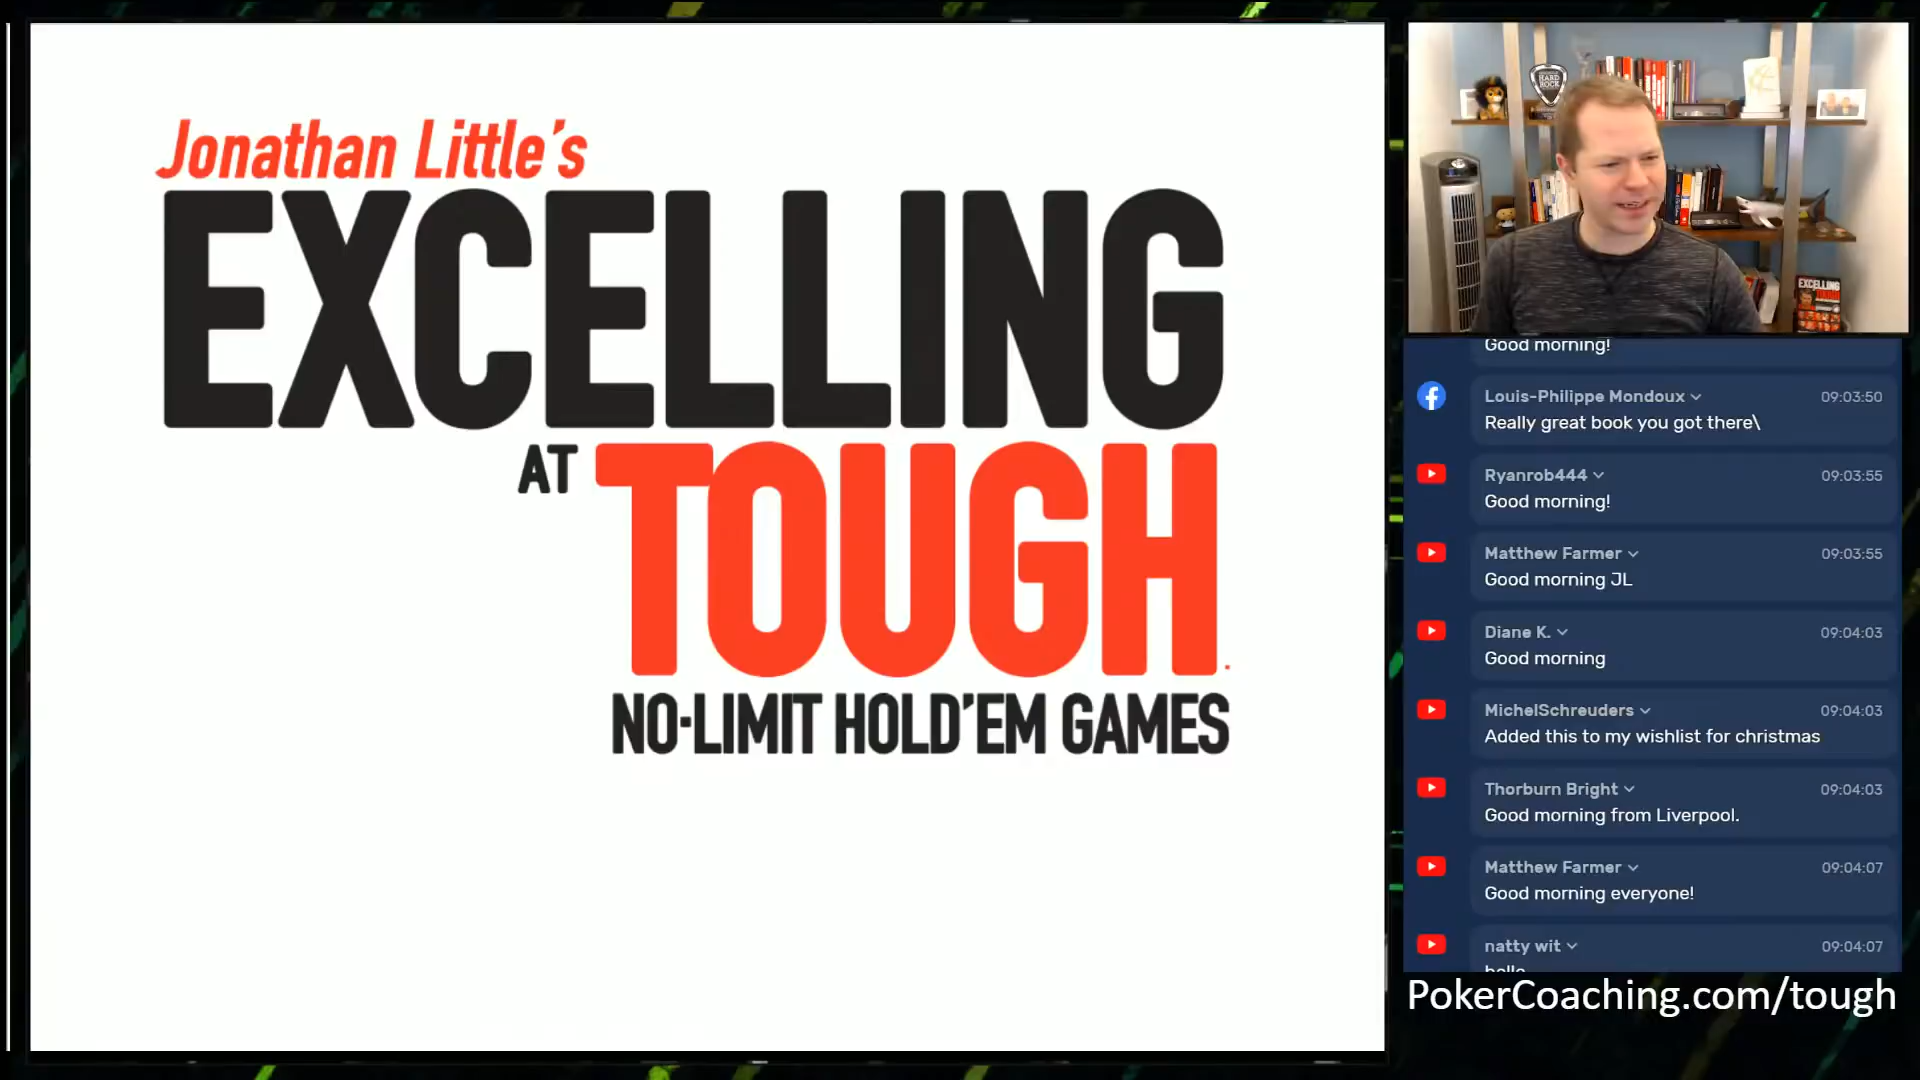 Jonathan Little's
EXCELLING
AT TOUGH
NO-LIMIT HOLD'EM GAMES
HARD
ROCK
EXCELLING
TOUGH
Good morning!
Louis-Philippe Mondoux 09:03:50
Really great book you got there\
Ryanrob444 09:03:55
Good morning!
Matthew Farmer 09:03:55
Good morning JL
Diane K. 09:04:03
Good morning
MichelSchreuders 09:04:03
Added this to my wishlist for christmas
Thorburn Bright 09:04:03
Good morning from Liverpool.
Matthew Farmer 09:04:07
Good morning everyone!
natty wit 09:04:07
PokerCoaching.com/tough